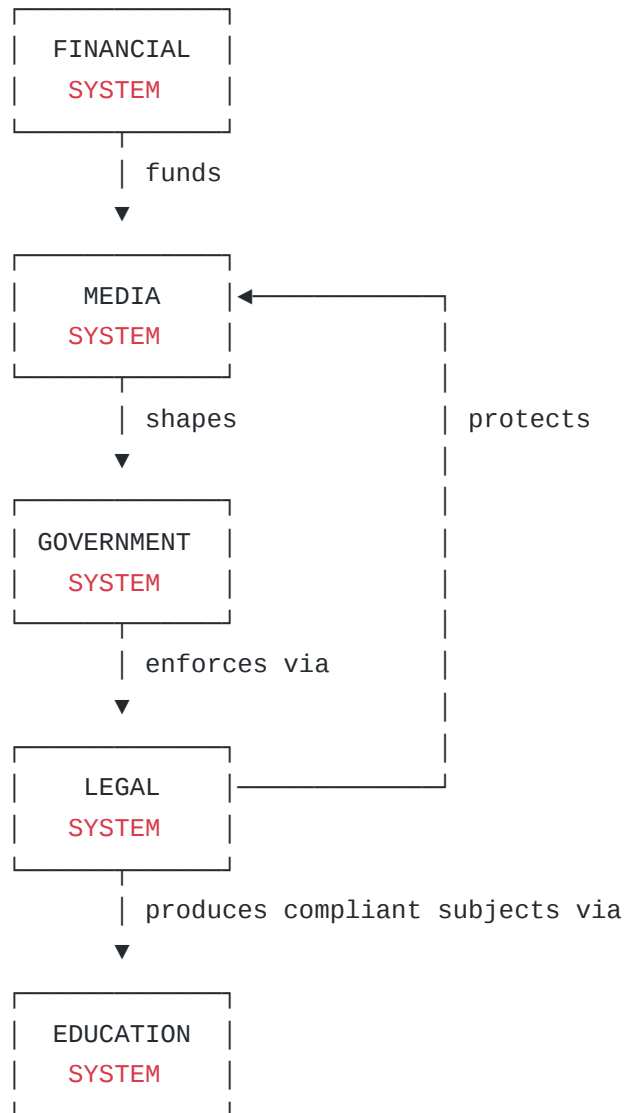 FINANCIAL
SYSTEM
funds
MEDIA
SYSTEM
shapes
protects
GOVERNMENT
SYSTEM
enforces via
LEGAL
SYSTEM
produces compliant subjects via
EDUCATION
SYSTEM